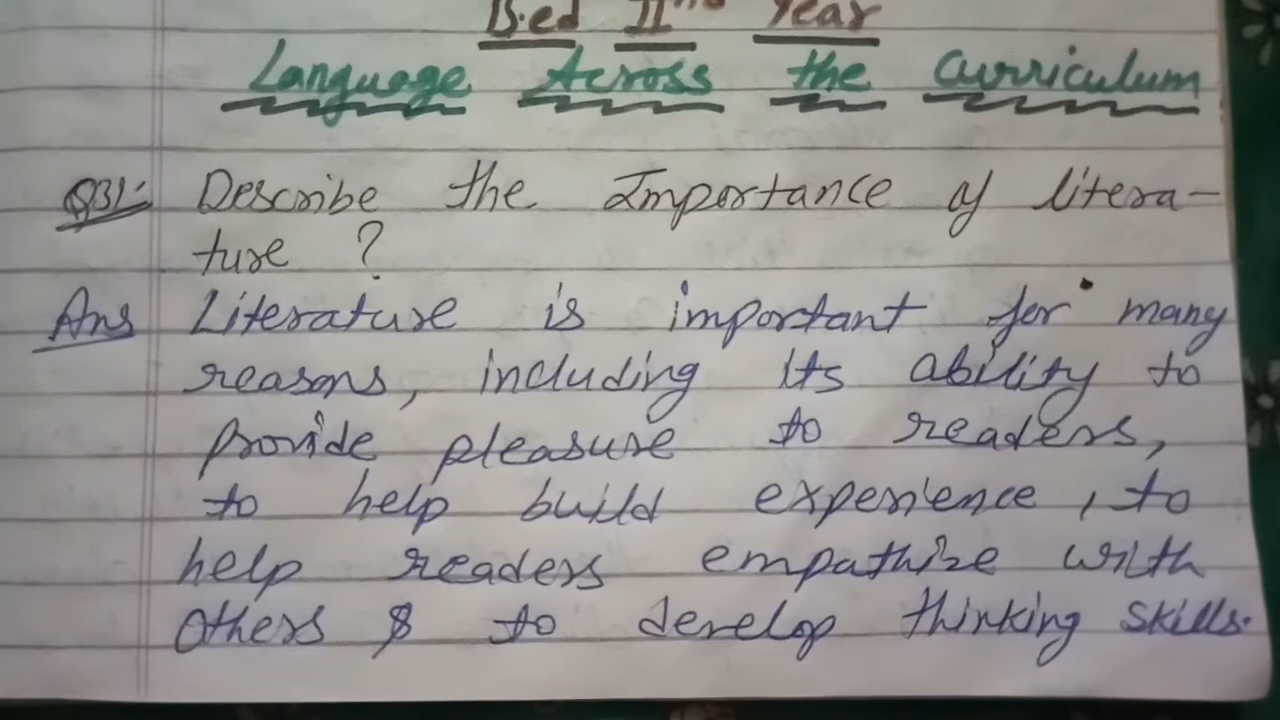 B.ed IInd Year
Language Across the Curriculum
Q31:- Describe the Importance of litera-
ture ?
Ans Literature is important for many
reasons, including its ability to
provide pleasure to readers,
to help build experience, to
help readers empathize with
others & to develop thinking skills.